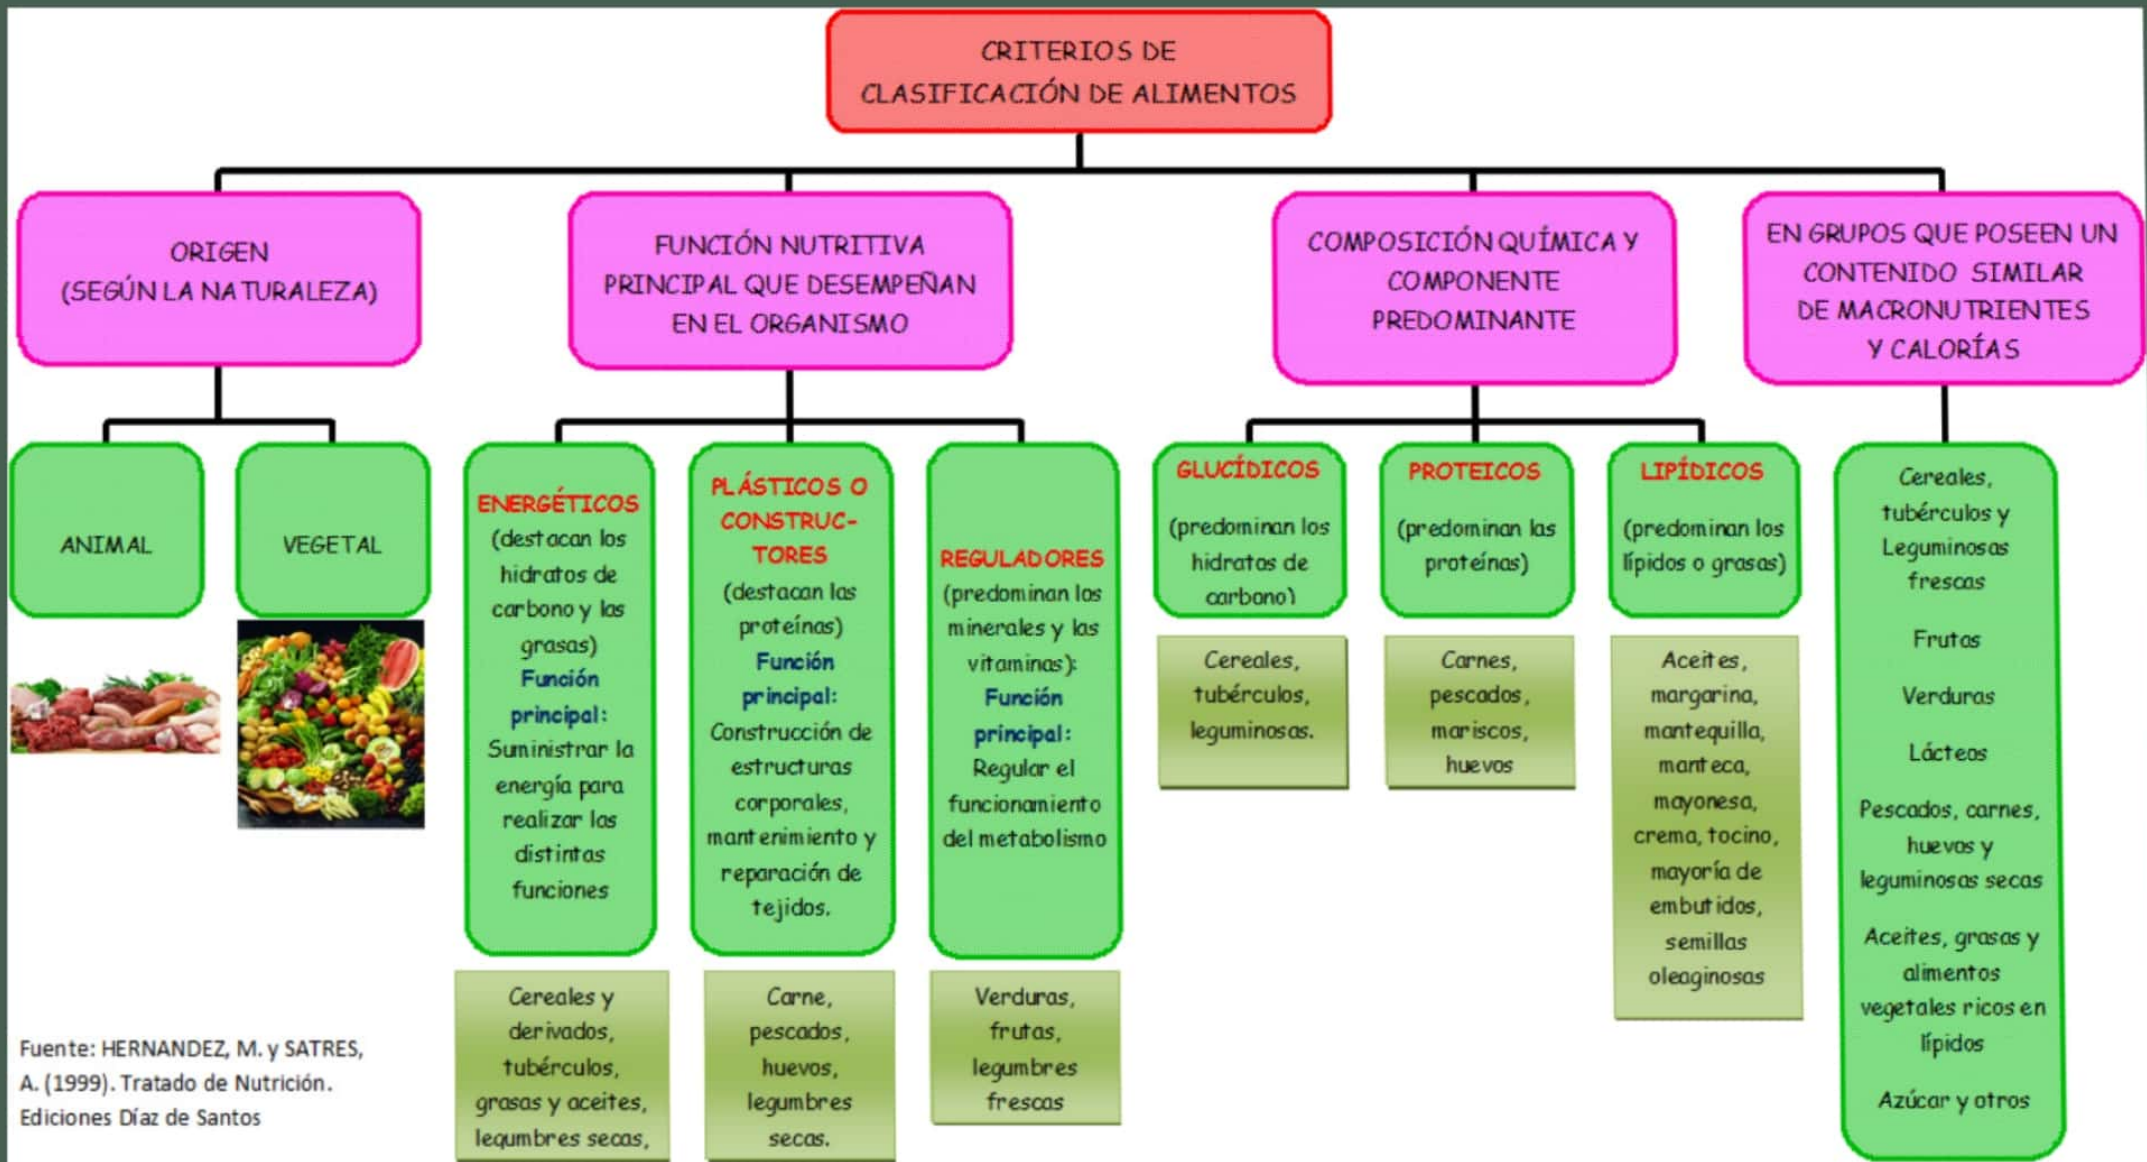 CRITERIOS DE
CLASIFICACIÓN DE ALIMENTOS
ORIGEN
(SEGÚN LA NATURALEZA)
ANIMAL
VEGETAL
FUNCIÓN NUTRITIVA
PRINCIPAL QUE DESEMPEÑAN
EN EL ORGANISMO
ENERGÉTICOS
(destacan los
hidratos de
carbono y las
grasas)
Función
principal:
Suministrar la
energía para
realizar las
distintas
funciones
Cereales y
derivados,
tubérculos,
grasas y aceites,
legumbres secas,
PLÁSTICOS O
CONSTRUC-
TORES
(destacan las
proteínas)
Función
principal:
Construcción de
estructuras
corporales,
mantenimiento y
reparación de
tejidos.
Carne,
pescados,
huevos,
legumbres
secas.
REGULADORES
(predominan los
minerales y las
vitaminas):
Función
principal:
Regular el
funcionamiento
del metabolismo
Verduras,
frutas,
legumbres
frescas
COMPOSICIÓN QUÍMICA Y
COMPONENTE
PREDOMINANTE
GLUCÍDICOS
(predominan los
hidratos de
carbono)
Cereales,
tubérculos,
leguminosas.
PROTEICOS
(predominan las
proteínas)
Carnes,
pescados,
mariscos,
huevos
LIPÍDICOS
(predominan los
lípidos o grasas)
Aceites,
margarina,
mantequilla,
manteca,
mayonesa,
crema, tocino,
mayoría de
embutidos,
semillas
oleaginosas
EN GRUPOS QUE POSEEN UN
CONTENIDO SIMILAR
DE MACRONUTRIENTES
Y CALORÍAS
Cereales,
tubérculos y
Leguminosas
frescas
Frutas
Verduras
Lácteos
Pescados, carnes,
huevos y
leguminosas secas
Aceites, grasas y
alimentos
vegetales ricos en
lípidos
Azúcar y otros
Fuente: HERNANDEZ, M. y SATRES,
A. (1999). Tratado de Nutrición.
Ediciones Díaz de Santos